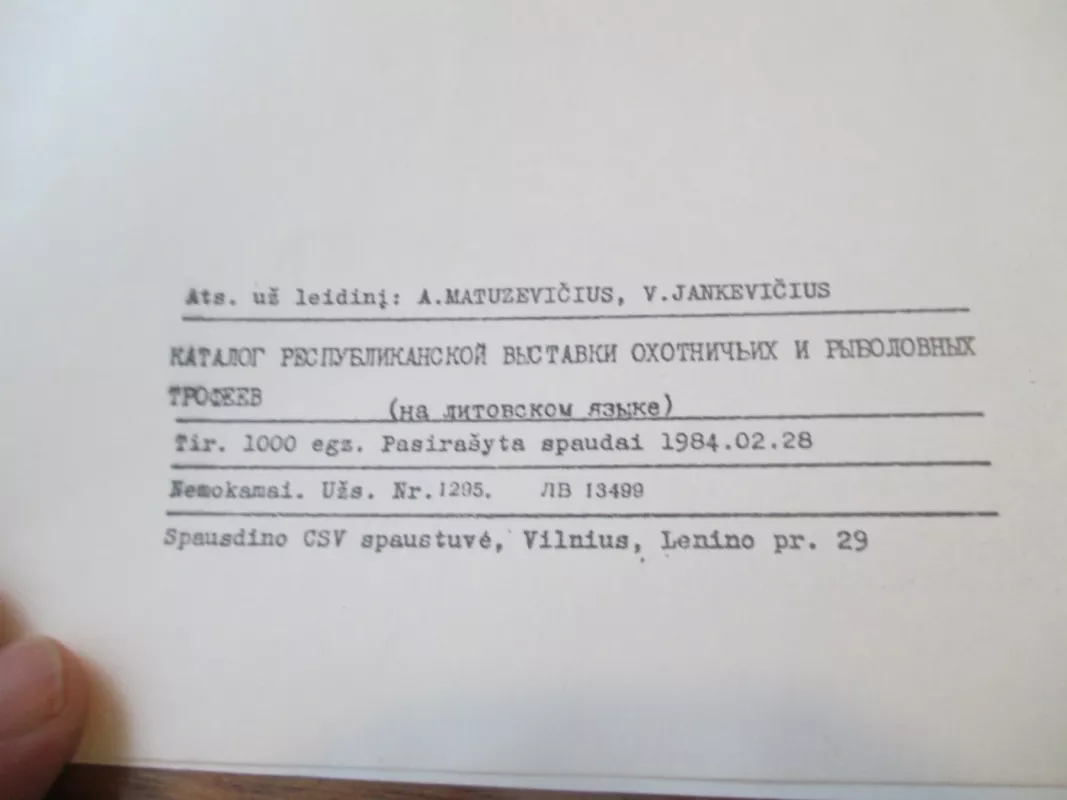 Ats. už leidinį: A.MATUZEVIČIUS, V.JANKEVIČIUS
КАТАЛОГ РЕСПУБЛИКАНСКОЙ ВЫСТАВКИ ОХОТНИЧЬИХ И РЫБОЛОВНЫХ
ТРОФЕЕВ (на литовском языке)
Tir. 1000 egz. Pasirašyta spaudai 1984.02.28
Nemokamai. Užs. Nr.1295. ЛВ 13499
Spausdino CSV spaustuvė, Vilnius, Lenino pr. 29